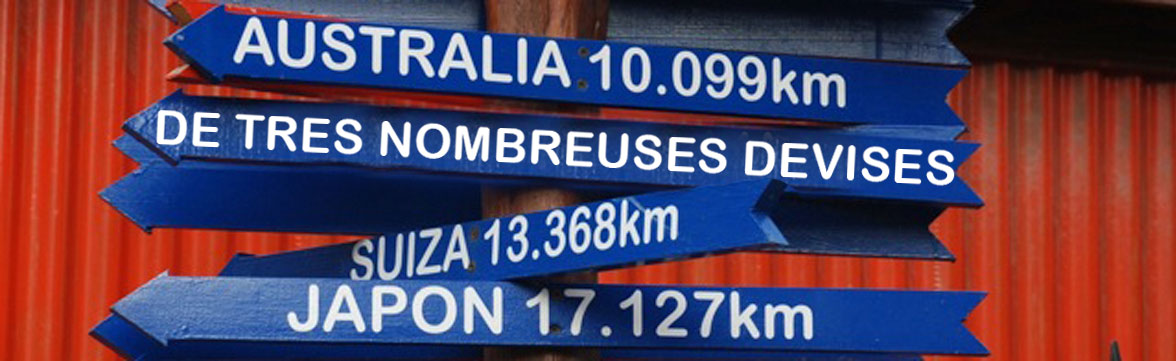 AUSTRALIA 10.099km
DE TRES NOMBREUSES DEVISES
SUIZA 13.368km
JAPON 17.127km